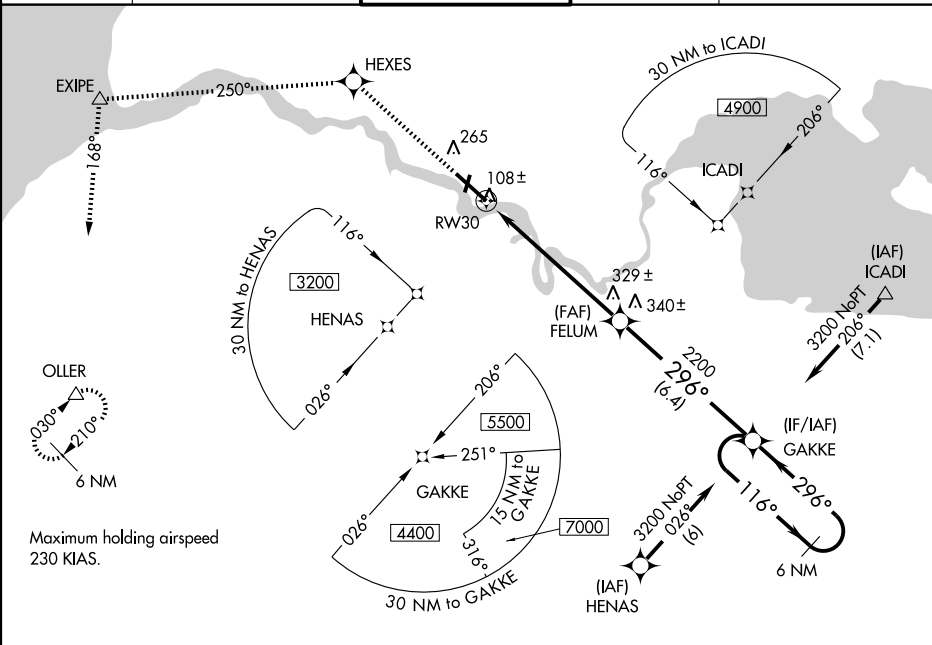 HEXES
EXIPE
250°
168°
265
108±
RW30
30 NM to ICADI
4900
206°
116°
ICADI
30 NM to HENAS
116°
3200
HENAS
026°
329±
340±
(FAF)
FELUM
(IAF)
ICADI
3200 NoPT
206°
(7.1)
2200
296°
(6.4)
OLLER
030°
210°
6 NM
206°
5500
251°
GAKKE
15 NM to
GAKKE
026°
4400
316°
7000
30 NM to GAKKE
(IF/IAF)
GAKKE
116°
296°
6 NM
3200 NoPT
026°
(6)
(IAF)
HENAS
Maximum holding airspeed
230 KIAS.